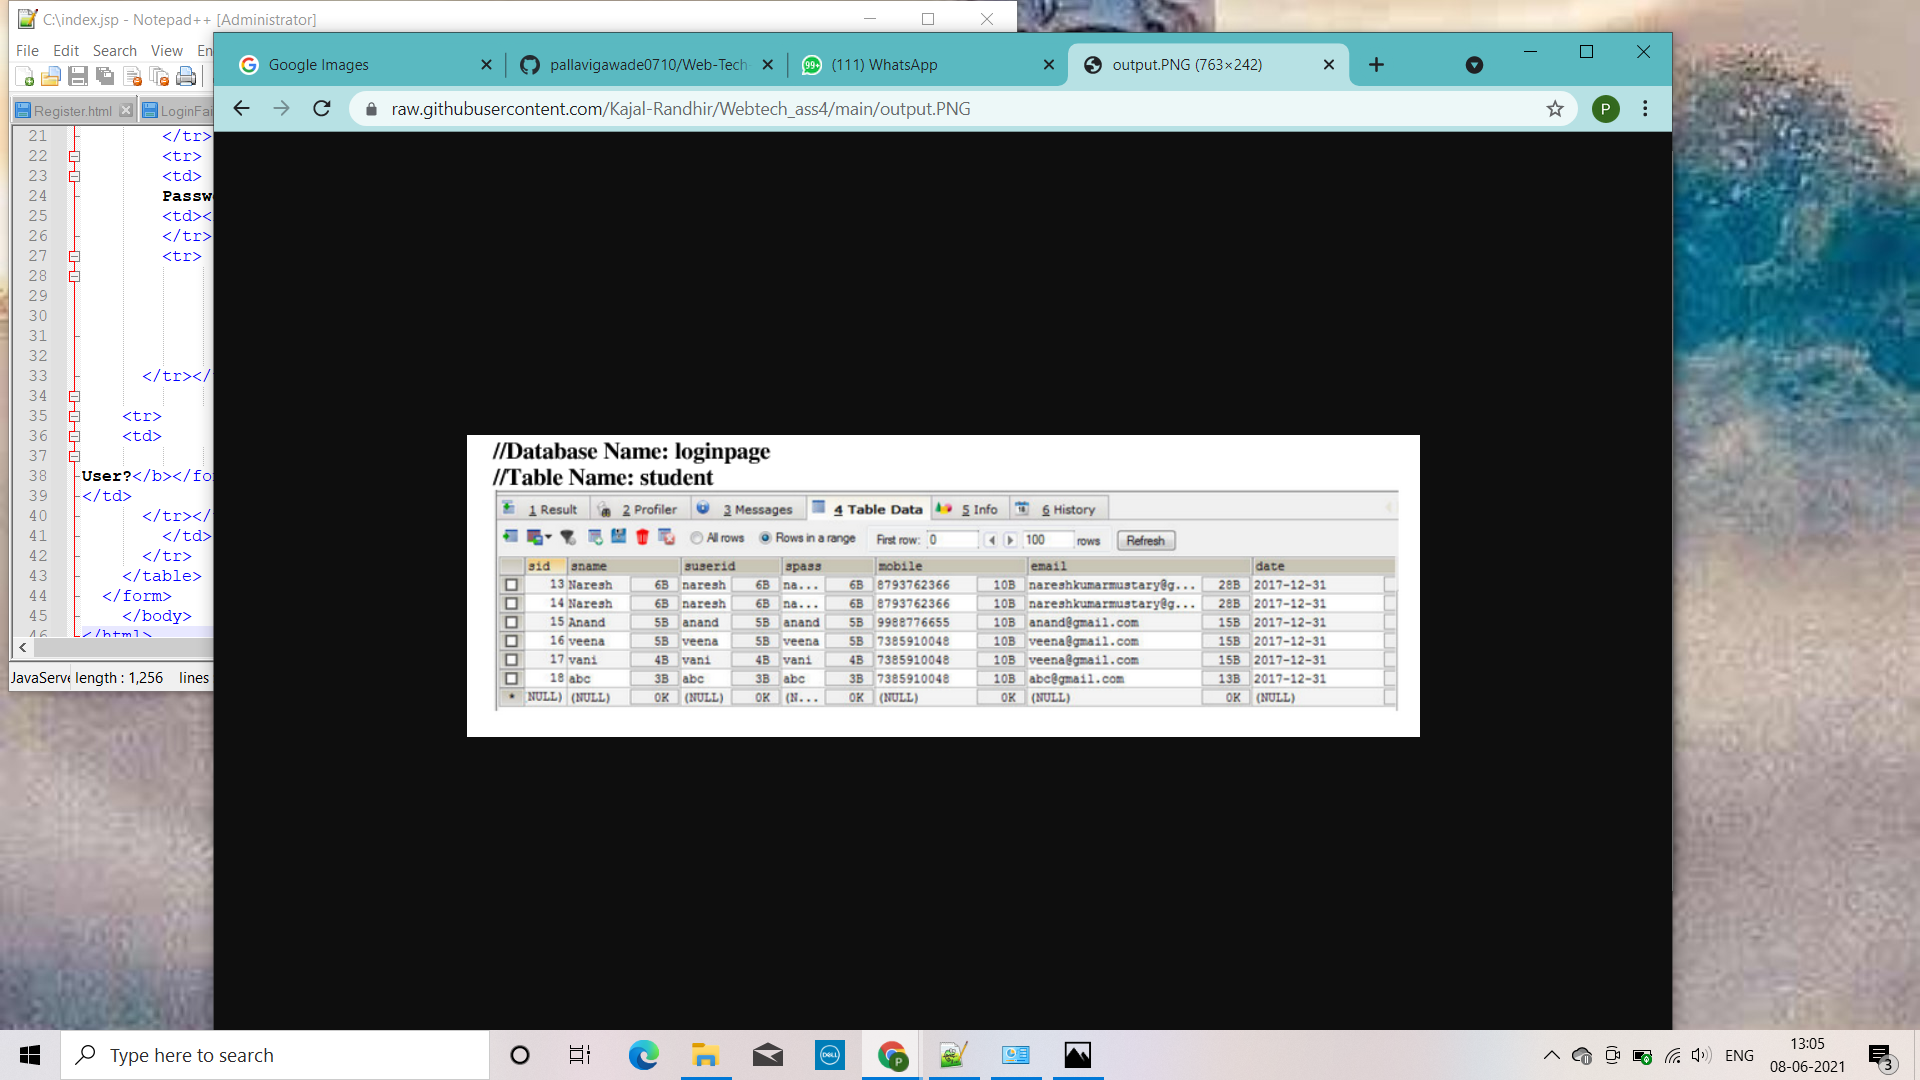 C:\index.jsp - Notepad++ [Administrator]
File Edit Search View En
Register.html LoginFai
21 </tr>
22 <tr>
23 <td>
24 Passw
25 <td><
26 </tr>
27 <tr>
28
29
30
31
32
33 </tr></
34
35 <tr>
36 <td>
37
38 User?</b></fo
39 </td>
40 </tr></
41 </td>
42 </tr>
43 </table>
44 </form>
45 </body>
46 </html>
JavaServe length : 1,256 lines
Google Images
pallavigawade0710/Web-Tech
(111) WhatsApp
output.PNG (763×242)
raw.githubusercontent.com/Kajal-Randhir/Webtech_ass4/main/output.PNG
P
//Database Name: loginpage
//Table Name: student
1 Result 2 Profiler 3 Messages 4 Table Data 5 Info 6 History
All rows Rows in a range First row: 0 100 rows Refresh
sid sname suserid spass mobile email date
13 Naresh 6B naresh 6B na... 6B 8793762366 10B nareshkumarmustary@g... 28B 2017-12-31
14 Naresh 6B naresh 6B na... 6B 8793762366 10B nareshkumarmustary@g... 28B 2017-12-31
15 Anand 5B anand 5B anand 5B 9988776655 10B anand@gmail.com 15B 2017-12-31
16 veena 5B veena 5B veena 5B 7385910048 10B veena@gmail.com 15B 2017-12-31
17 vani 4B vani 4B vani 4B 7385910048 10B veena@gmail.com 15B 2017-12-31
18 abc 3B abc 3B abc 3B 7385910048 10B abc@gmail.com 13B 2017-12-31
* NULL) (NULL) 0K (NULL) 0K (N... 0K (NULL) 0K (NULL) 0K (NULL)
Type here to search
DELL
P
ENG
13:05
08-06-2021
3